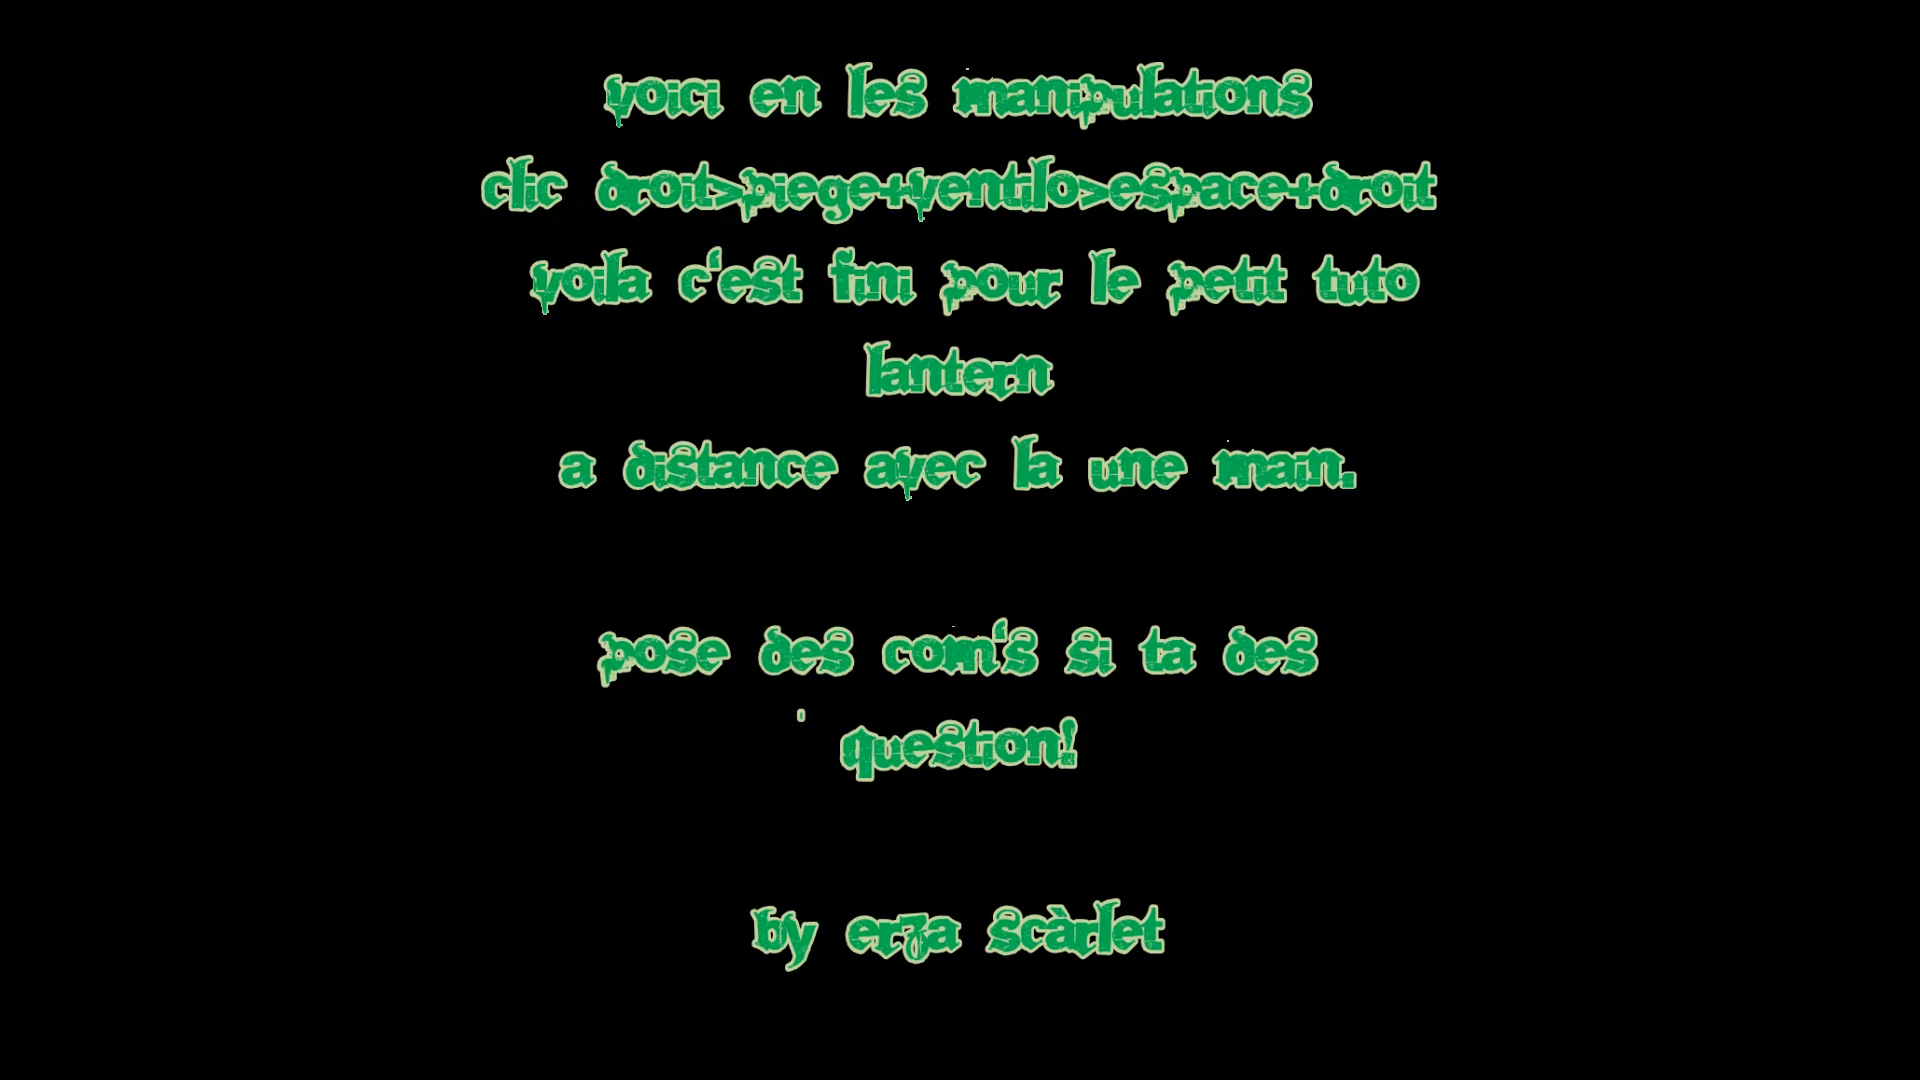 voici en les manipulations
clic droit>piege+ventilo>espace+droit
voila c'est fini pour le petit tuto
lantern
a distance avec la une main.
pose des com's si ta des
question!
by erza scàrlet